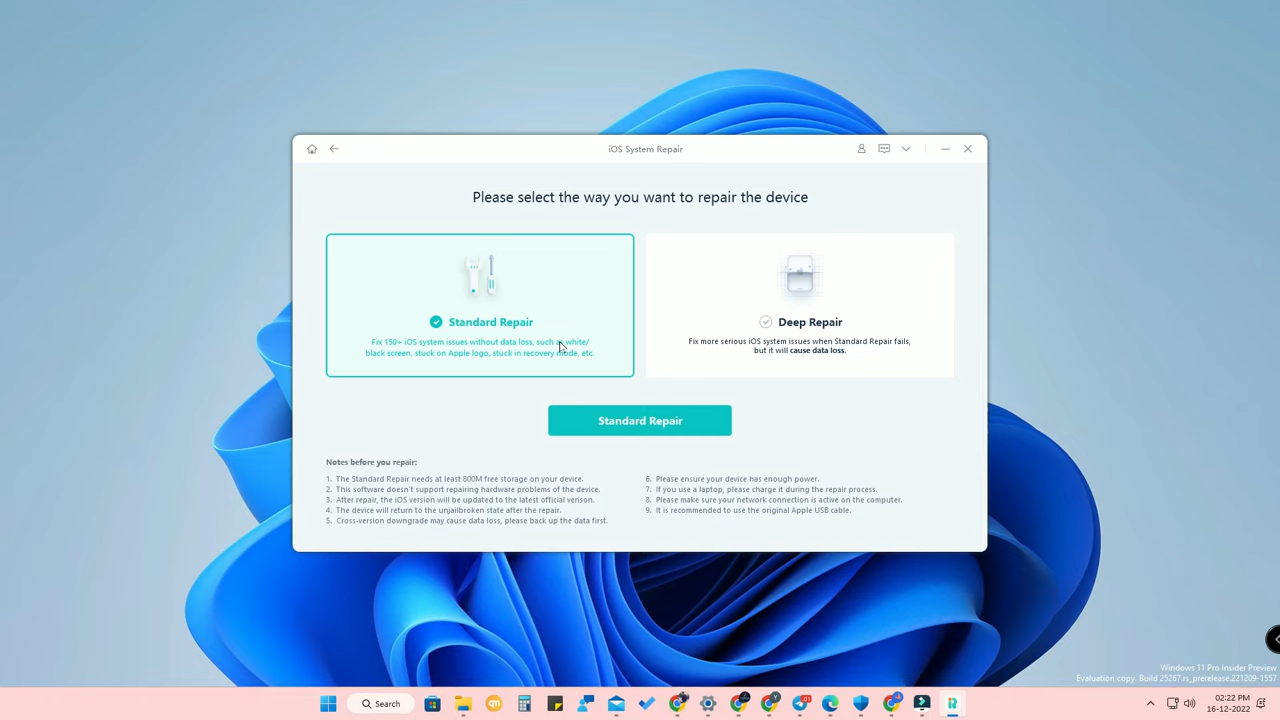 iOS System Repair
Please select the way you want to repair the device
Standard Repair
Fix 150+ iOS system issues without data loss, such as white/
black screen, stuck on Apple logo, stuck in recovery mode, etc.
Deep Repair
Fix more serious iOS system issues when Standard Repair fails,
but it will cause data loss.
Standard Repair
Notes before you repair:
1. The Standard Repair needs at least 800M free storage on your device.
2. This software doesn't support repairing hardware problems of the device.
3. After repair, the iOS version will be updated to the latest official verison.
4. The device will return to the unjailbroken state after the repair.
5. Cross-version downgrade may cause data loss, please back up the data first.
6. Please ensure your device has enough power.
7. If you use a laptop, please charge it during the repair process.
8. Please make sure your network connection is active on the computer.
9. It is recommended to use the original Apple USB cable.
Windows 11 Pro Insider Preview
Evaluation copy. Build 25267.rs_prerelease.221209-1557
Search
02:22 PM
16-12-2022